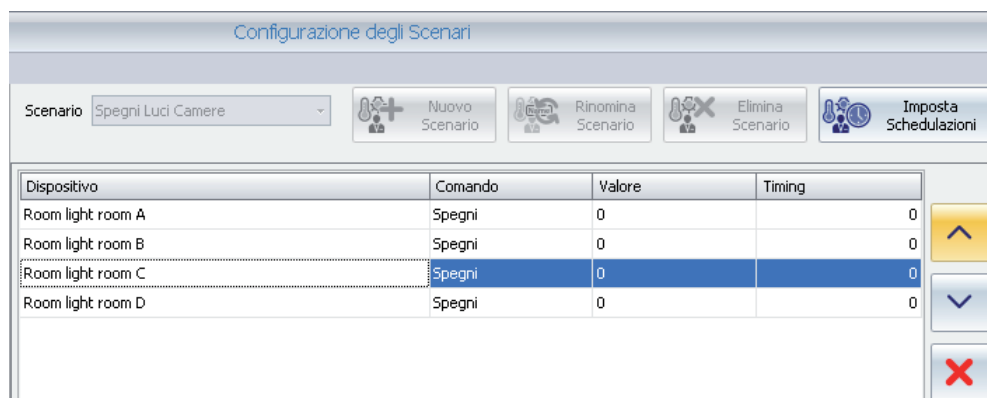 Configurazione degli Scenari
Scenario Spegni Luci Camere Nuovo Scenario Rinomina Scenario Elimina Scenario Imposta Schedulazioni
Dispositivo Comando Valore Timing
Room light room A Spegni 0 0
Room light room B Spegni 0 0
Room light room C Spegni 0 0
Room light room D Spegni 0 0